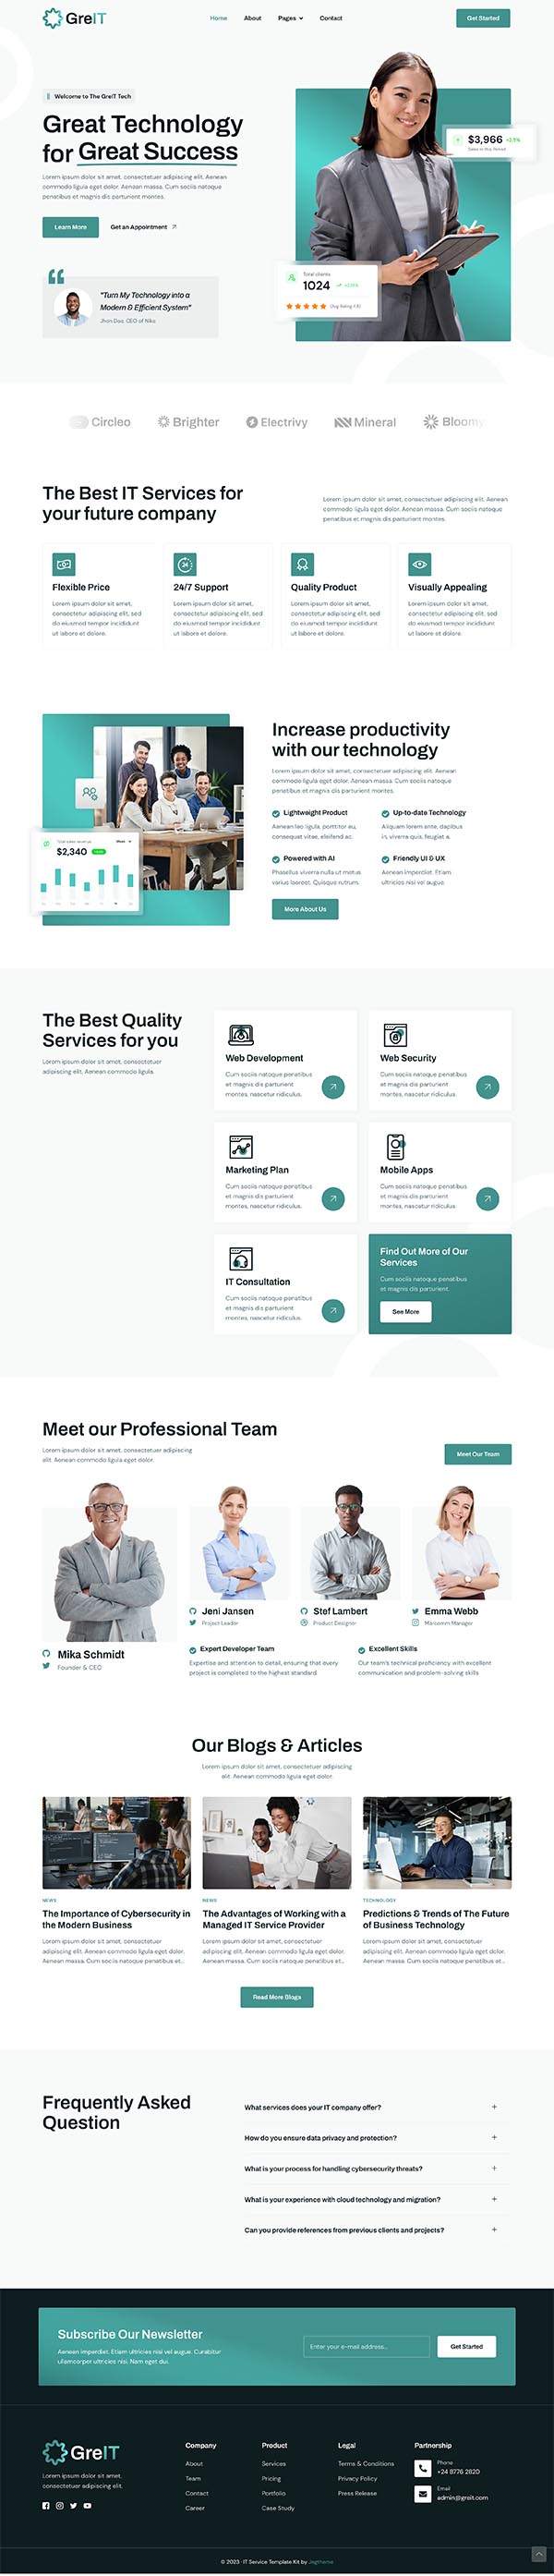 GreIT
Home
About
Pages
Contact
Get Started
Welcome to The GreIT Tech
Great Technology
for Great Success
Lorem ipsum dolor sit amet, consectetuer adipiscing elit. Aenean
commodo ligula eget dolor. Aenean massa. Cum sociis natoque
penatibus et magnis dis parturient montes.
Learn More
Get an Appointment
"Turn My Technology into a
Modern & Efficient System"
Jhon Doe, CEO of Nika
$3,966
Sales in this Period
Total clients
1024
(Avg Rating 4.8)
Circleo
Brighter
Electrivy
Mineral
Bloomy
The Best IT Services for
your future company
Lorem ipsum dolor sit amet, consectetuer adipiscing elit. Aenean
commodo ligula eget dolor. Aenean massa. Cum sociis natoque
penatibus et magnis dis parturient montes.
Flexible Price
Lorem ipsum dolor sit amet,
consectetur adipiscing elit, sed
do eiusmod tempor incididunt
ut labore et dolore.
24/7 Support
Lorem ipsum dolor sit amet,
consectetur adipiscing elit, sed
do eiusmod tempor incididunt
ut labore et dolore.
Quality Product
Lorem ipsum dolor sit amet,
consectetur adipiscing elit, sed
do eiusmod tempor incididunt
ut labore et dolore.
Visually Appealing
Lorem ipsum dolor sit amet,
consectetur adipiscing elit, sed
do eiusmod tempor incididunt
ut labore et dolore.
$2,340
Increase productivity
with our technology
Lorem ipsum dolor sit amet, consectetuer adipiscing elit. Aenean
commodo ligula eget dolor. Aenean massa. Cum sociis natoque
penatibus et magnis dis parturient montes.
Lightweight Product
Aenean leo ligula, porttitor eu,
consequat vitae, eleifend ac.
Up-to-date Technology
Aliquam lorem ante, dapibus
in, viverra quis, feugiat a.
Powered with AI
Phasellus viverra nulla ut metus
varius laoreet. Quisque rutrum.
Friendly UI & UX
Aenean imperdiet. Etiam
ultricies nisi vel augue.
More About Us
The Best Quality
Services for you
Lorem ipsum dolor sit amet, consectetuer
adipiscing elit. Aenean commodo ligula.
Web Development
Cum sociis natoque penatibus
et magnis dis parturient
montes, nascetur ridiculus.
Web Security
Cum sociis natoque penatibus
et magnis dis parturient
montes, nascetur ridiculus.
Marketing Plan
Cum sociis natoque penatibus
et magnis dis parturient
montes, nascetur ridiculus.
Mobile Apps
Cum sociis natoque penatibus
et magnis dis parturient
montes, nascetur ridiculus.
IT Consultation
Cum sociis natoque penatibus
et magnis dis parturient
montes, nascetur ridiculus.
Find Out More of Our
Services
Cum sociis natoque penatibus
et magnis dis parturient.
See More
Meet our Professional Team
Lorem ipsum dolor sit amet, consectetuer adipiscing
elit. Aenean commodo ligula eget dolor.
Meet Our Team
Mika Schmidt
Founder & CEO
Jeni Jansen
Project Leader
Stef Lambert
Product Designer
Emma Webb
Marcomm Manager
Expert Developer Team
Expertise and attention to detail, ensuring that every
project is completed to the highest standard
Excellent Skills
Our team's technical proficiency with excellent
communication and problem-solving skills
Our Blogs & Articles
Lorem ipsum dolor sit amet, consectetuer adipiscing
elit. Aenean commodo ligula eget dolor.
NEWS
The Importance of Cybersecurity in
the Modern Business
Lorem ipsum dolor sit amet, consectetuer
adipiscing elit. Aenean commodo ligula eget dolor.
Aenean massa. Cum sociis natoque penatibus et...
NEWS
The Advantages of Working with a
Managed IT Service Provider
Lorem ipsum dolor sit amet, consectetuer
adipiscing elit. Aenean commodo ligula eget dolor.
Aenean massa. Cum sociis natoque penatibus et...
TECHNOLOGY
Predictions & Trends of The Future
of Business Technology
Lorem ipsum dolor sit amet, consectetuer
adipiscing elit. Aenean commodo ligula eget dolor.
Aenean massa. Cum sociis natoque penatibus et...
Read More Blogs
Frequently Asked
Question
What services does your IT company offer?
How do you ensure data privacy and protection?
What is your process for handling cybersecurity threats?
What is your experience with cloud technology and migration?
Can you provide references from previous clients and projects?
Subscribe Our Newsletter
Aenean imperdiet. Etiam ultricies nisi vel augue. Curabitur
ullamcorper ultricies nisi. Nam eget dui.
Enter your e-mail address...
Get Started
GreIT
Lorem ipsum dolor sit amet,
consectetuer adipiscing elit.
Company
About
Team
Contact
Career
Product
Services
Pricing
Portfolio
Case Study
Legal
Terms & Conditions
Privacy Policy
Press Release
Partnership
Phone
+24 8776 2820
Email
admin@greit.com
© 2023 · IT Service Template Kit by Jegtheme